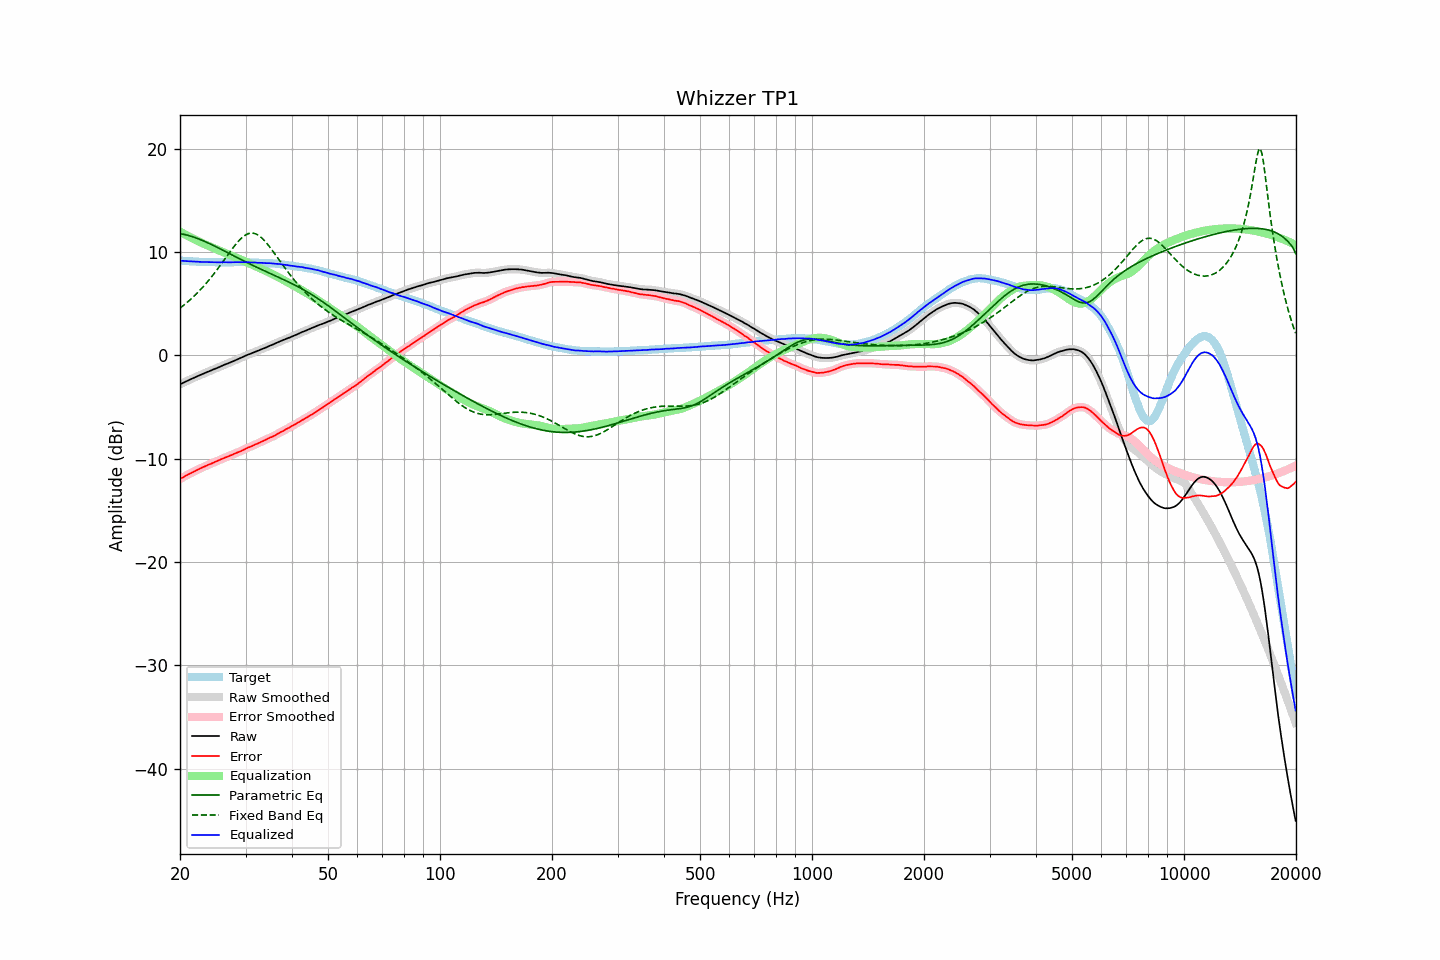 Whizzer TP1
Amplitude (dBr)
20
10
0
−10
−20
−30
−40
Target
Raw Smoothed
Error Smoothed
Raw
Error
Equalization
Parametric Eq
Fixed Band Eq
Equalized
20 50 100 200 500 1000 2000 5000 10000 20000
Frequency (Hz)